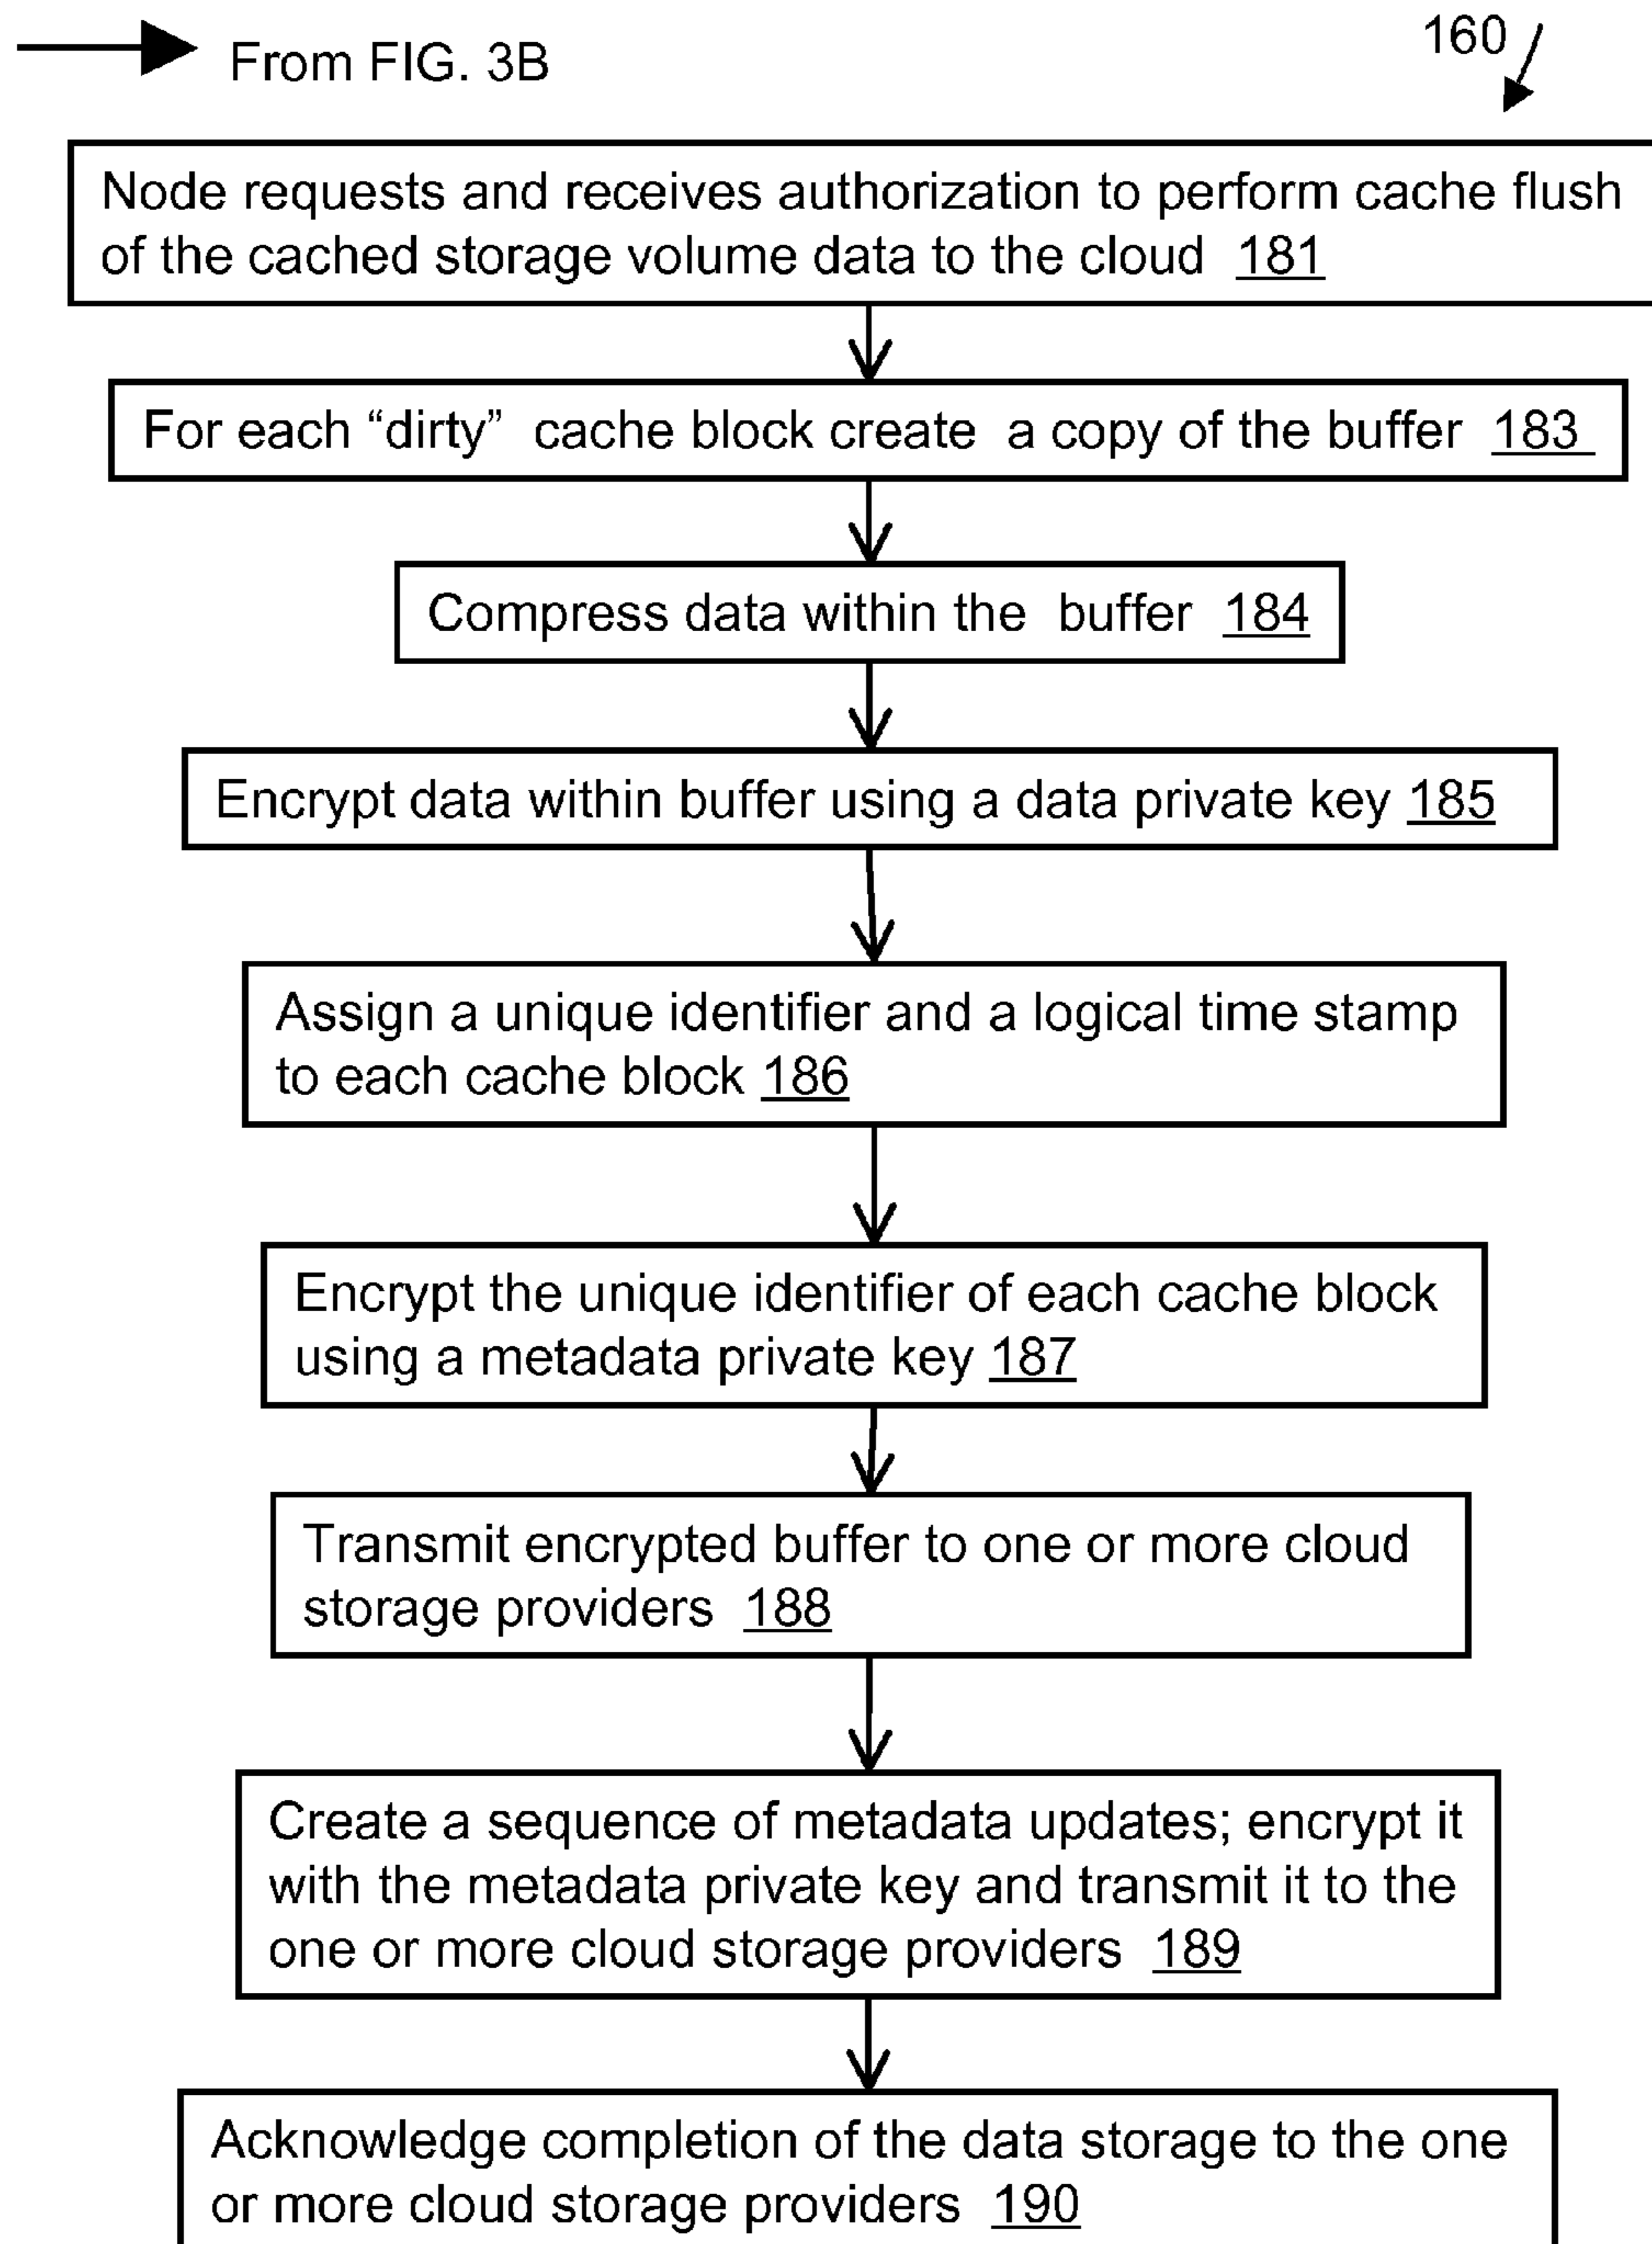 From FIG. 3B
160
Node requests and receives authorization to perform cache flush
of the cached storage volume data to the cloud 181
For each “dirty” cache block create a copy of the buffer 183
Compress data within the buffer 184
Encrypt data within buffer using a data private key 185
Assign a unique identifier and a logical time stamp
to each cache block 186
Encrypt the unique identifier of each cache block
using a metadata private key 187
Transmit encrypted buffer to one or more cloud
storage providers 188
Create a sequence of metadata updates; encrypt it
with the metadata private key and transmit it to the
one or more cloud storage providers 189
Acknowledge completion of the data storage to the one
or more cloud storage providers 190